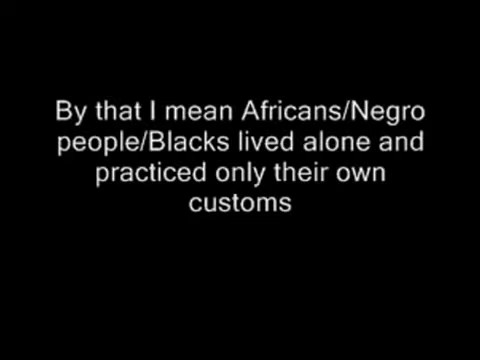 By that I mean Africans/Negro
people/Blacks lived alone and
practiced only their own
customs